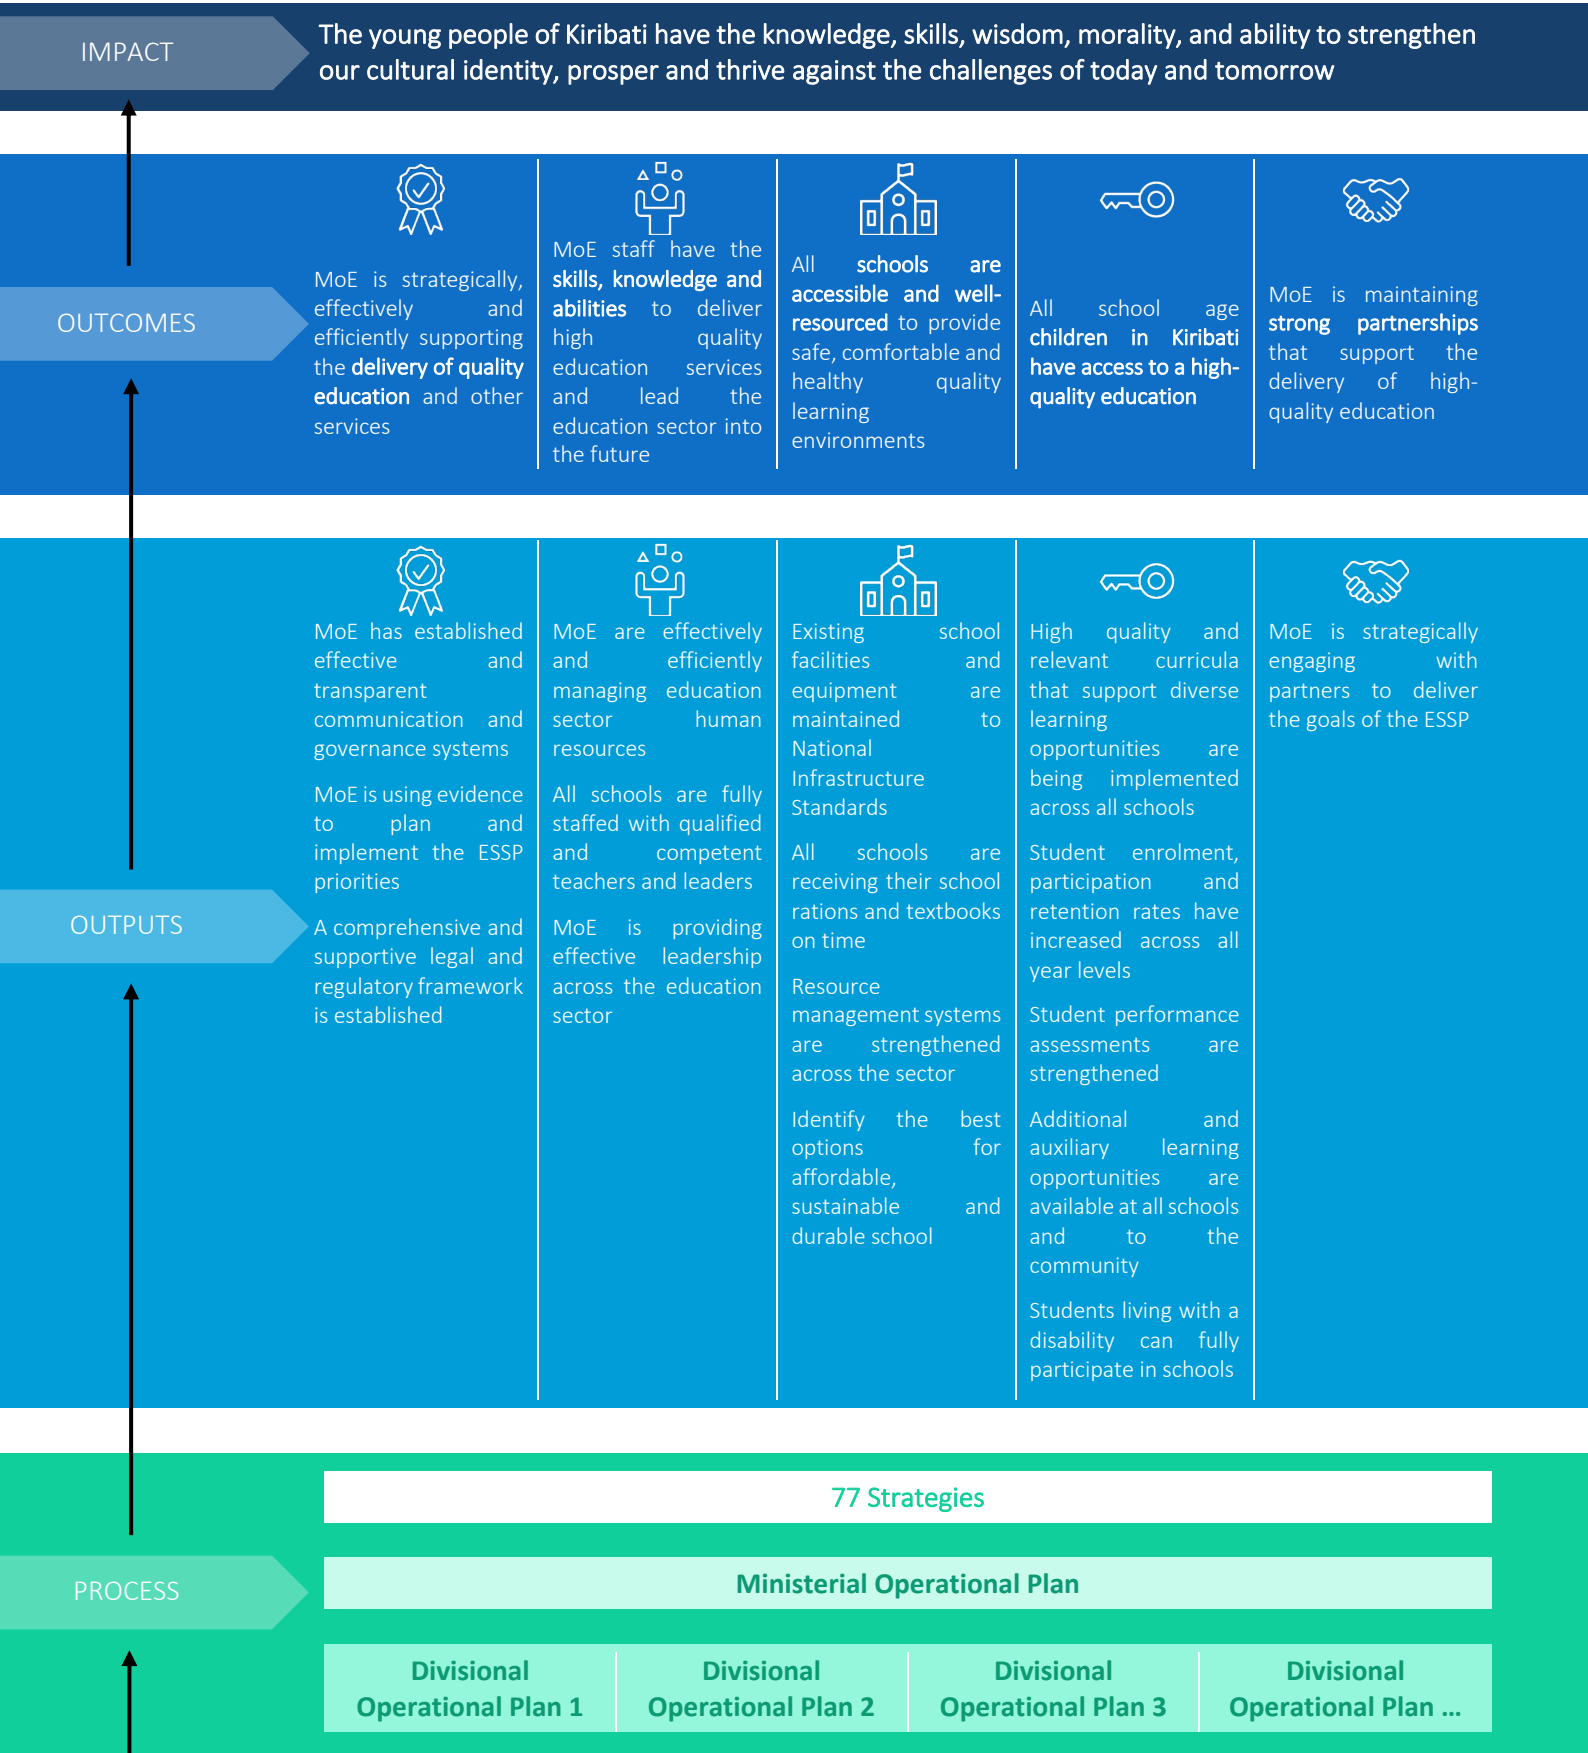 IMPACT
The young people of Kiribati have the knowledge, skills, wisdom, morality, and ability to strengthen
our cultural identity, prosper and thrive against the challenges of today and tomorrow
OUTCOMES
MoE is strategically,
effectively and
efficiently supporting
the delivery of quality
education and other
services
MoE staff have the
skills, knowledge and
abilities to deliver
high quality
education services
and lead the
education sector into
the future
All schools are
accessible and well-
resourced to provide
safe, comfortable and
healthy quality
learning
environments
All school age
children in Kiribati
have access to a high-
quality education
MoE is maintaining
strong partnerships
that support the
delivery of high-
quality education
OUTPUTS
MoE has established
effective and
transparent
communication and
governance systems
MoE is using evidence
to plan and
implement the ESSP
priorities
A comprehensive and
supportive legal and
regulatory framework
is established
MoE are effectively
and efficiently
managing education
sector human
resources
All schools are fully
staffed with qualified
and competent
teachers and leaders
MoE is providing
effective leadership
across the education
sector
Existing school
facilities and
equipment are
maintained to
National
Infrastructure
Standards
All schools are
receiving their school
rations and textbooks
on time
Resource
management systems
are strengthened
across the sector
Identify the best
options for
affordable,
sustainable and
durable school
High quality and
relevant curricula
that support diverse
learning
opportunities are
being implemented
across all schools
Student enrolment,
participation and
retention rates have
increased across all
year levels
Student performance
assessments are
strengthened
Additional and
auxiliary learning
opportunities are
available at all schools
and to the
community
Students living with a
disability can fully
participate in schools
MoE is strategically
engaging with
partners to deliver
the goals of the ESSP
PROCESS
77 Strategies
Ministerial Operational Plan
Divisional
Operational Plan 1
Divisional
Operational Plan 2
Divisional
Operational Plan 3
Divisional
Operational Plan ...